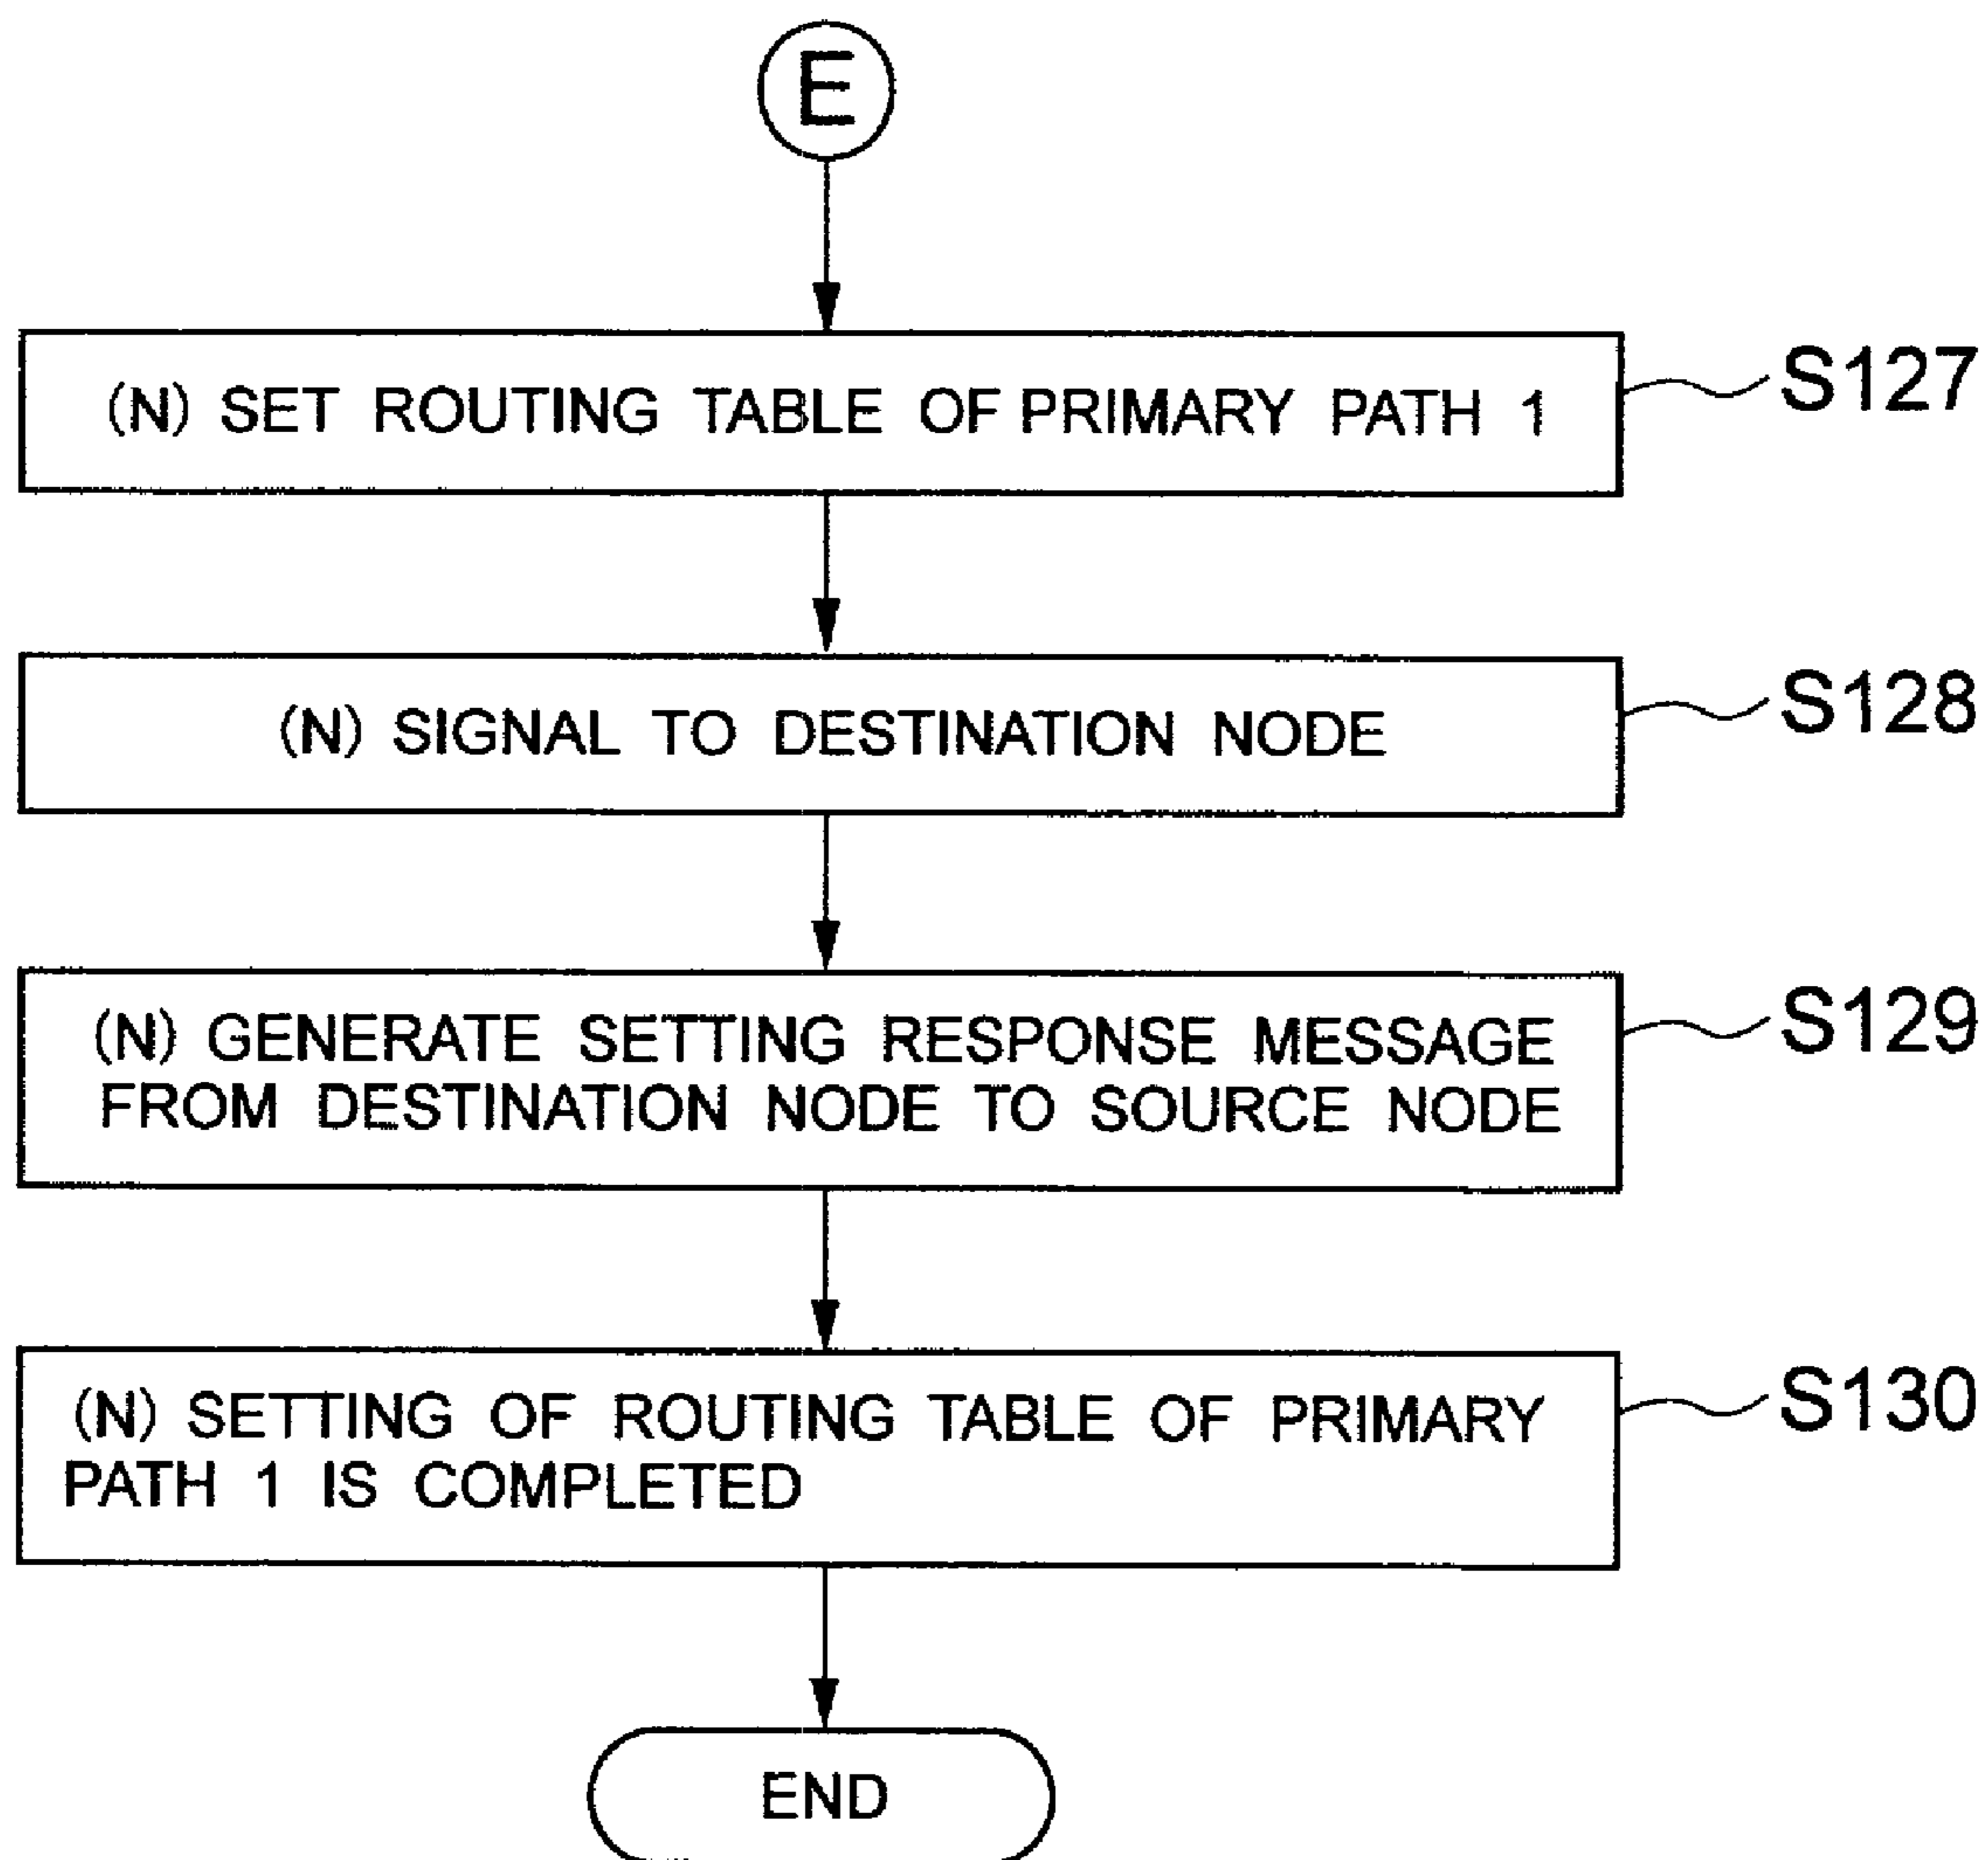 E
(N) SET ROUTING TABLE OF PRIMARY PATH 1
S127
(N) SIGNAL TO DESTINATION NODE
S128
(N) GENERATE SETTING RESPONSE MESSAGE
FROM DESTINATION NODE TO SOURCE NODE
S129
(N) SETTING OF ROUTING TABLE OF PRIMARY
PATH 1 IS COMPLETED
S130
END